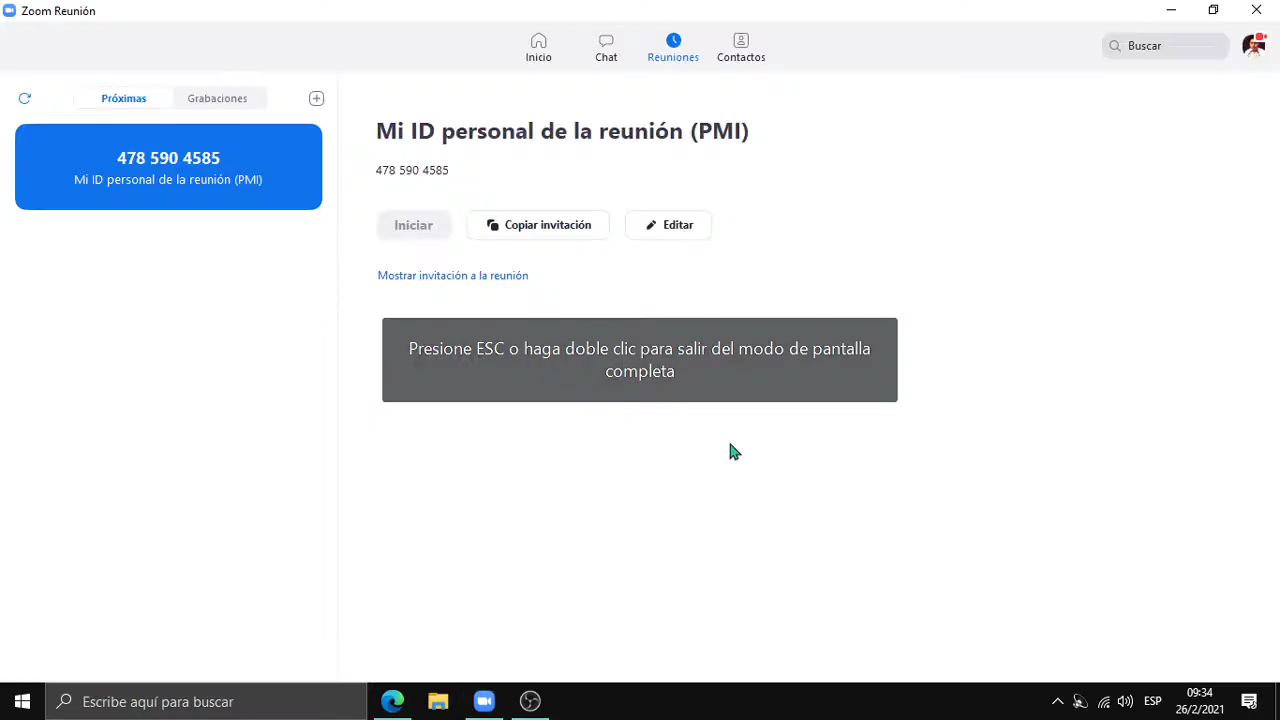 Zoom Reunión
Inicio
Chat
Reuniones
Contactos
Buscar
Próximas
Grabaciones
478 590 4585
Mi ID personal de la reunión (PMI)
Mi ID personal de la reunión (PMI)
478 590 4585
Iniciar
Copiar invitación
Editar
Mostrar invitación a la reunión
Presione ESC o haga doble clic para salir del modo de pantalla
completa
Escribe aquí para buscar
ESP
09:34
26/2/2021